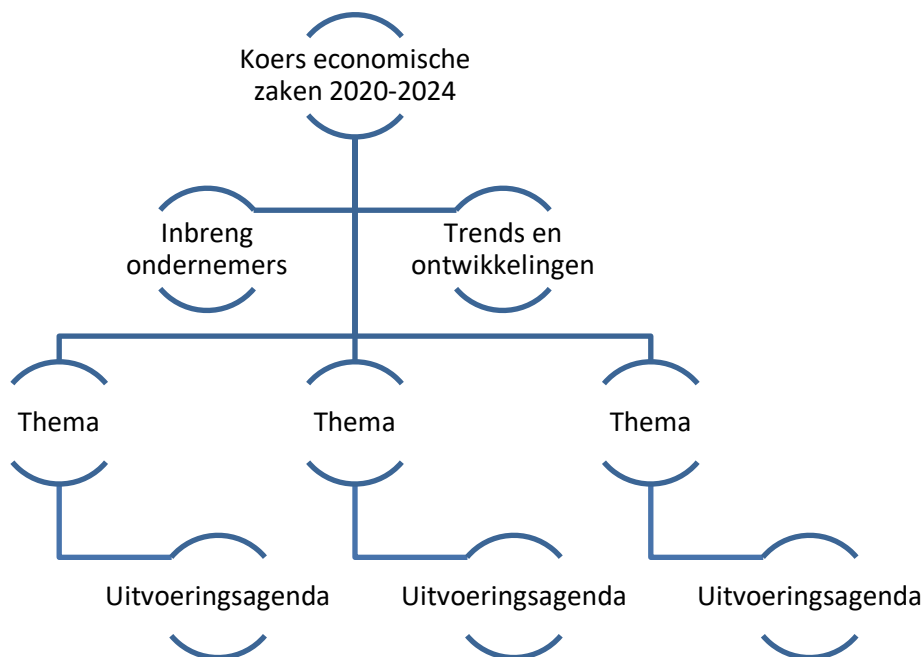 Koers economische
zaken 2020-2024
Inbreng
ondernemers
Trends en
ontwikkelingen
Thema
Thema
Thema
Uitvoeringsagenda
Uitvoeringsagenda
Uitvoeringsagenda